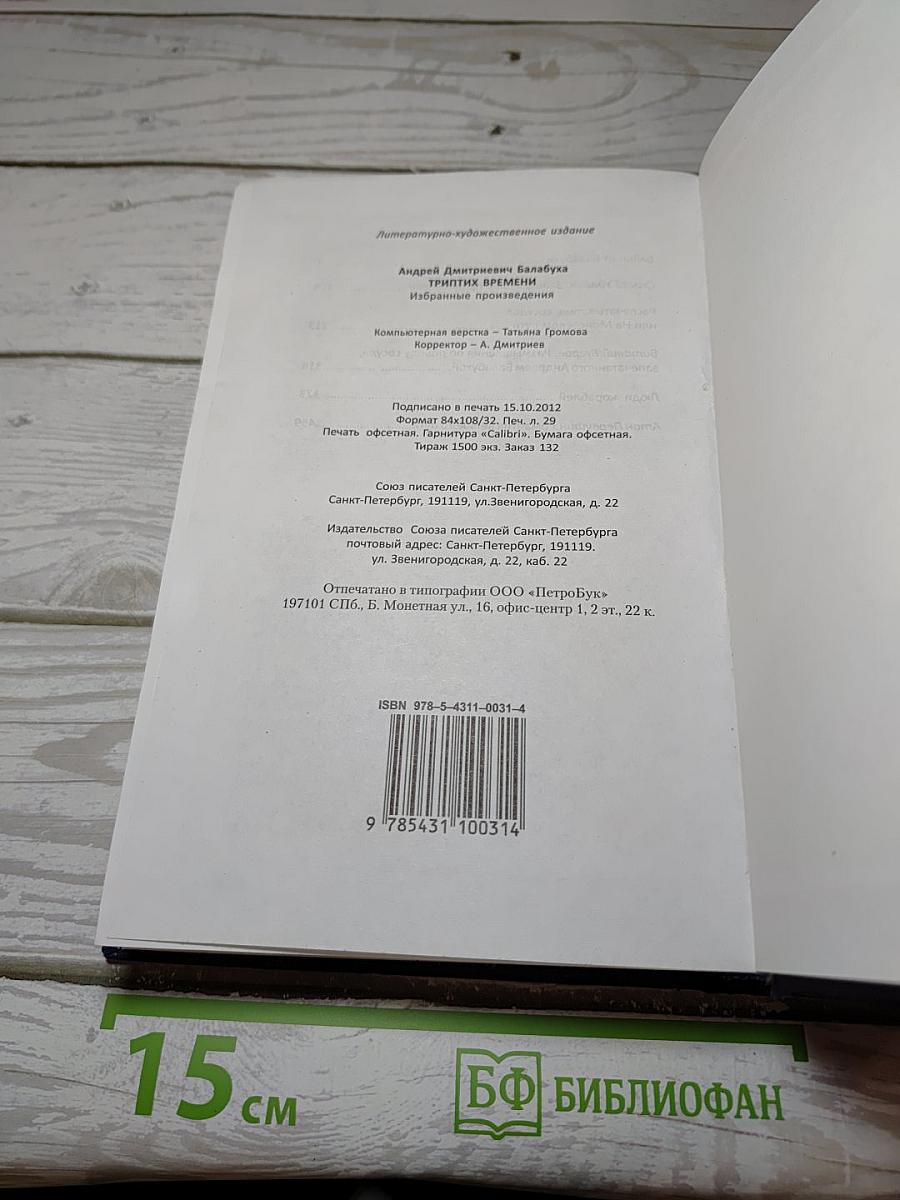 Литературно-художественное издание
Андрей Дмитриевич Балабуха
ТРИПТИХ ВРЕМЕНИ
Избранные произведения
Компьютерная верстка – Татьяна Громова
Корректор – А. Дмитриев
Подписано в печать 15.10.2012
Формат 84х108/32. Печ. л. 29
Печать офсетная. Гарнитура «Calibri». Бумага офсетная.
Тираж 1500 экз. Заказ 132
Союз писателей Санкт-Петербурга
Санкт-Петербург, 191119, ул.Звенигородская, д. 22
Издательство Союза писателей Санкт-Петербурга
почтовый адрес: Санкт-Петербург, 191119.
ул. Звенигородская, д. 22, каб. 22
Отпечатано в типографии ООО «ПетроБук»
197101 СПб., Б. Монетная ул., 16, офис-центр 1, 2 эт., 22 к.
ISBN 978–5–4311–0031–4
9 785431 100314
15 см
БФ БИБЛИОФАН